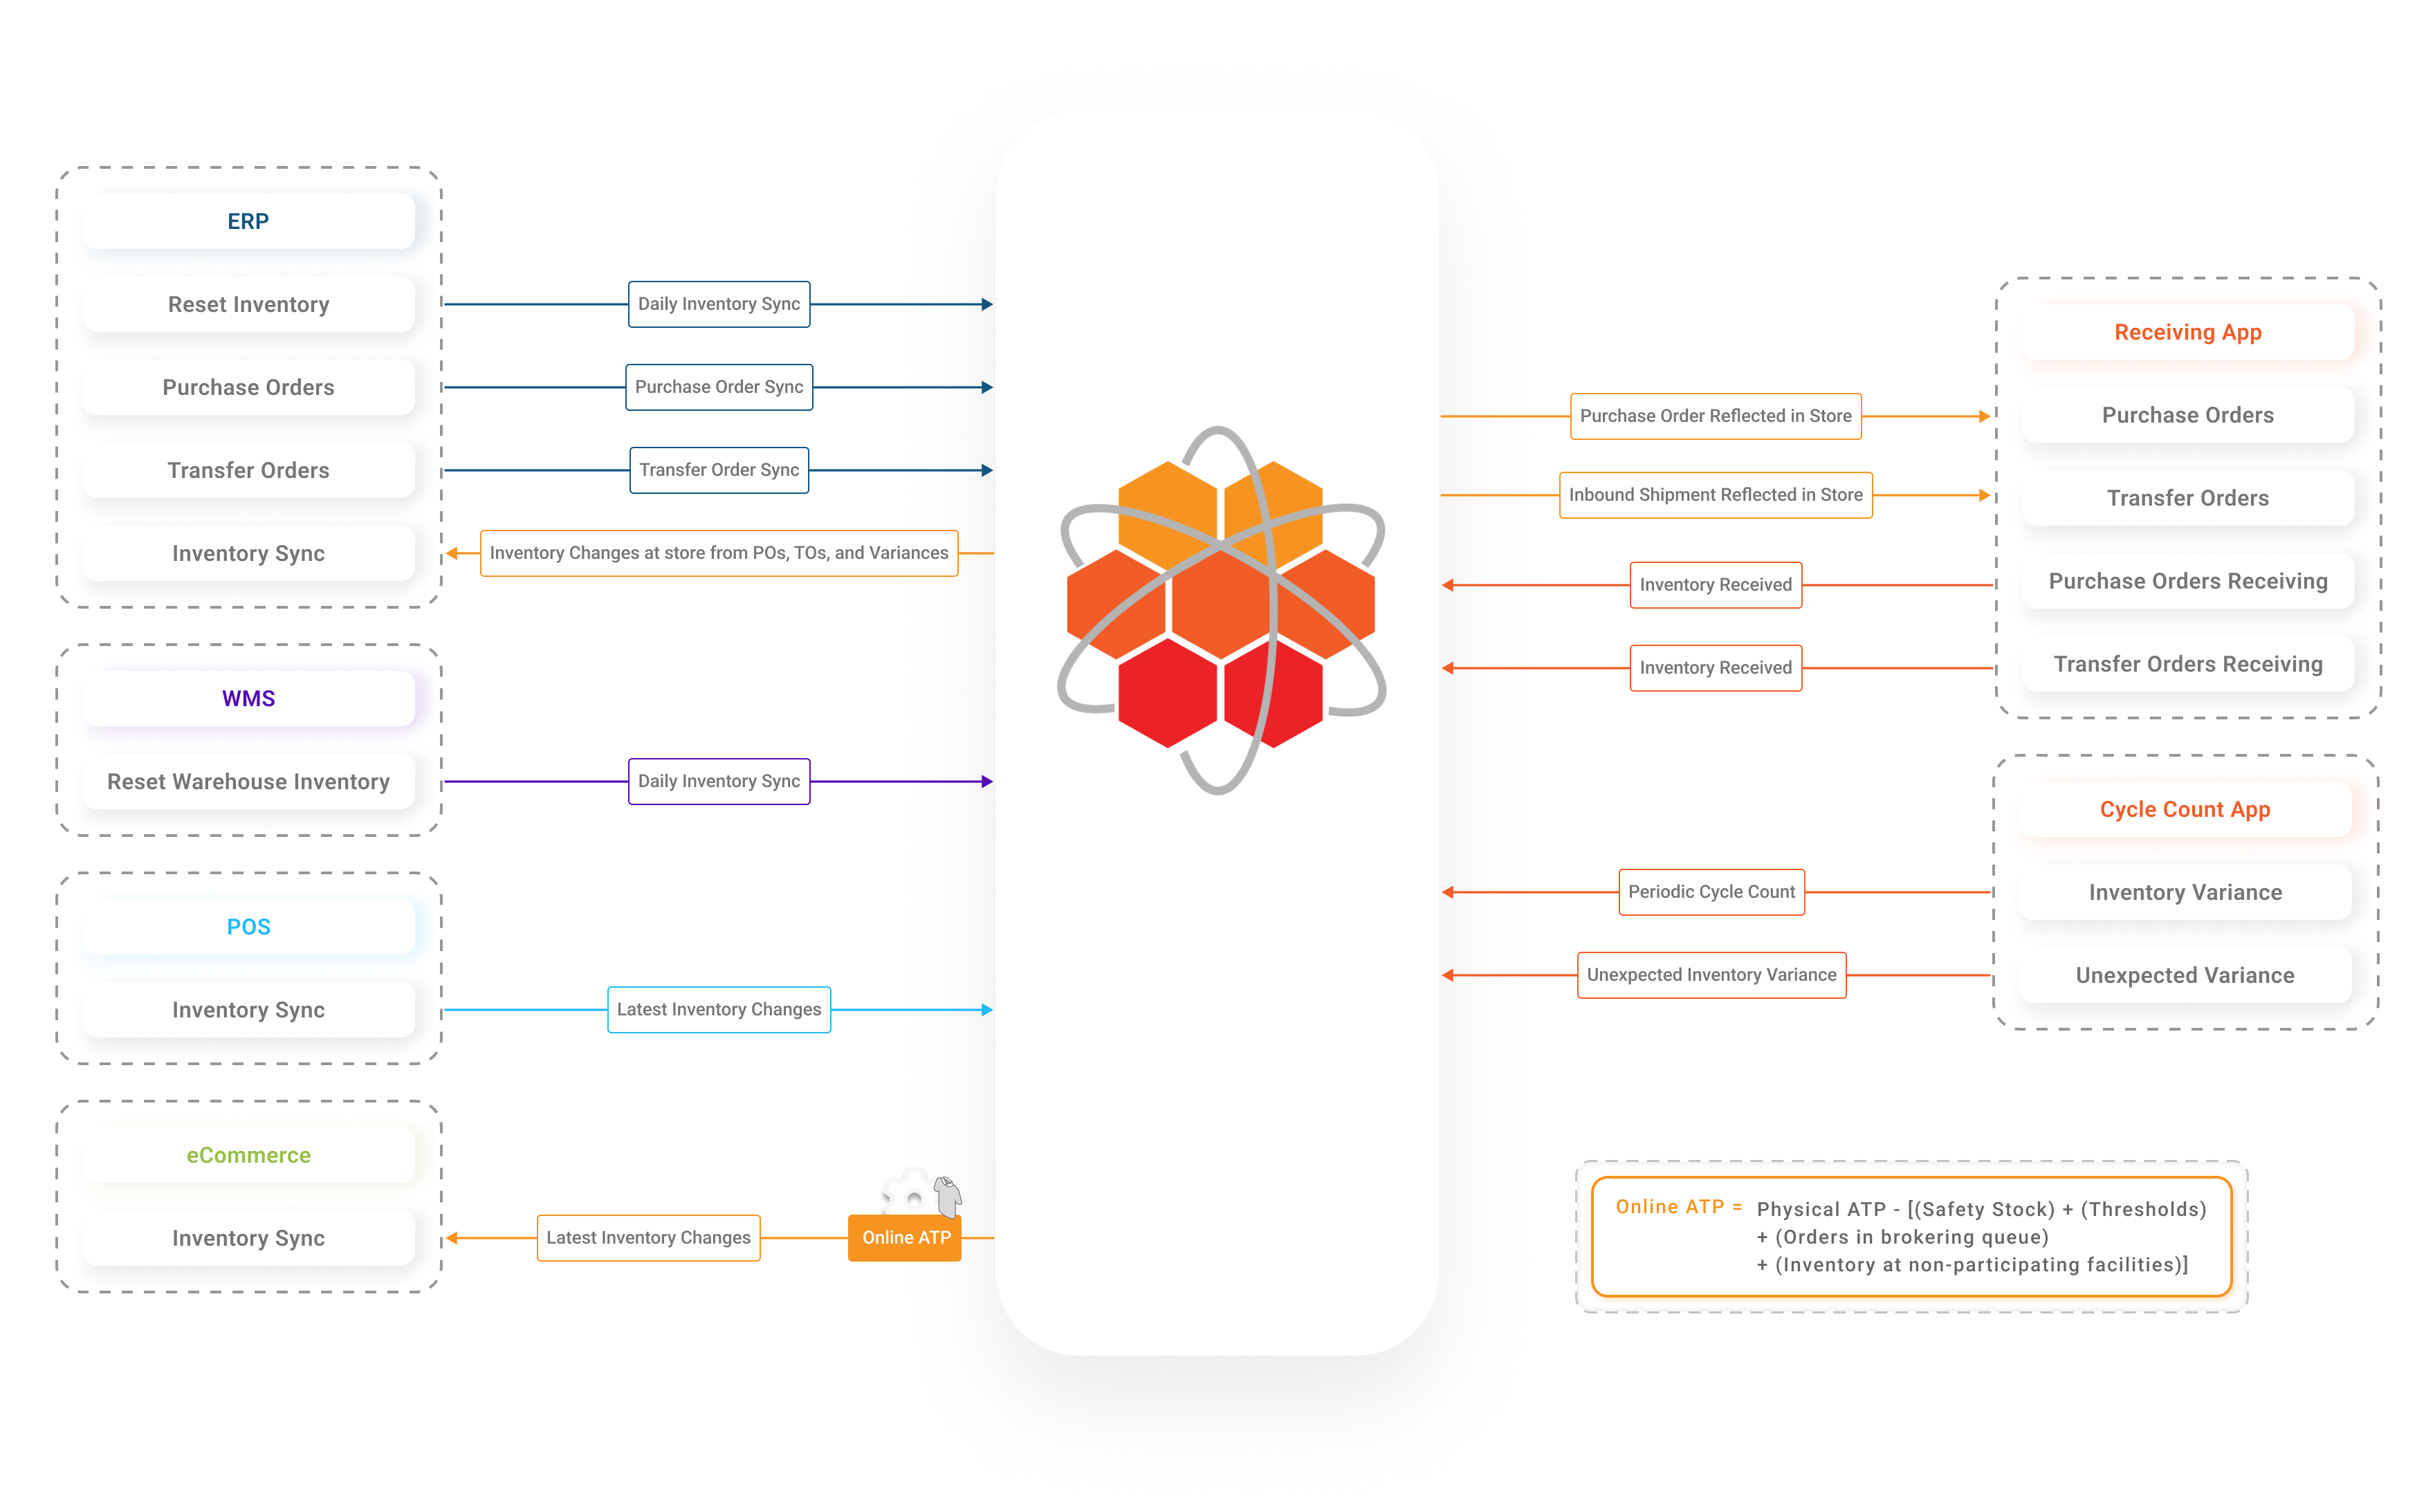 ERP
Reset Inventory
Daily Inventory Sync
Purchase Orders
Purchase Order Sync
Transfer Orders
Transfer Order Sync
Inventory Sync
Inventory Changes at store from POs, TOs, and Variances
WMS
Reset Warehouse Inventory
Daily Inventory Sync
POS
Inventory Sync
Latest Inventory Changes
eCommerce
Inventory Sync
Latest Inventory Changes
Online ATP
Receiving App
Purchase Order Reflected in Store
Purchase Orders
Inbound Shipment Reflected in Store
Transfer Orders
Inventory Received
Purchase Orders Receiving
Inventory Received
Transfer Orders Receiving
Cycle Count App
Periodic Cycle Count
Inventory Variance
Unexpected Inventory Variance
Unexpected Variance
Online ATP = Physical ATP - [(Safety Stock) + (Thresholds)
+ (Orders in brokering queue)
+ (Inventory at non-participating facilities)]